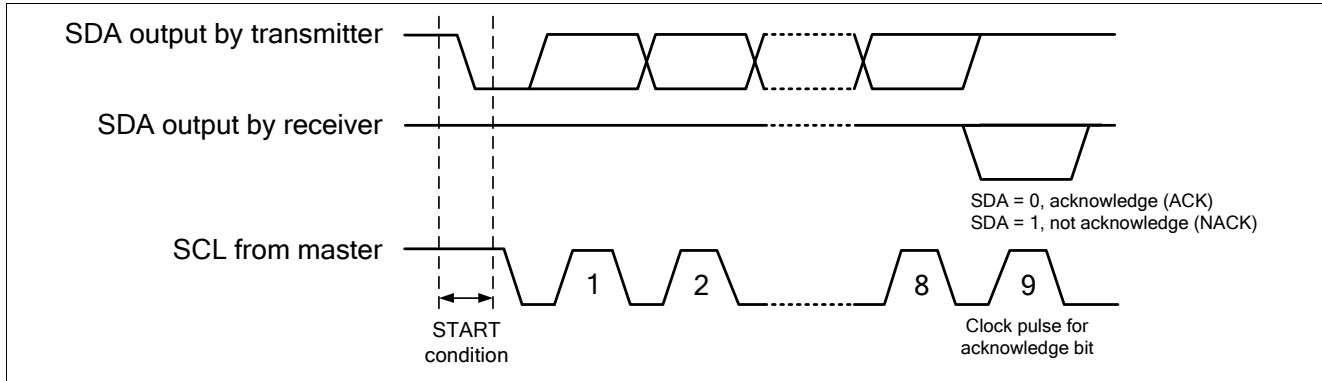 SDA output by transmitter
SDA output by receiver
SDA = 0, acknowledge (ACK)
SDA = 1, not acknowledge (NACK)
SCL from master
1
2
8
9
START
condition
Clock pulse for
acknowledge bit